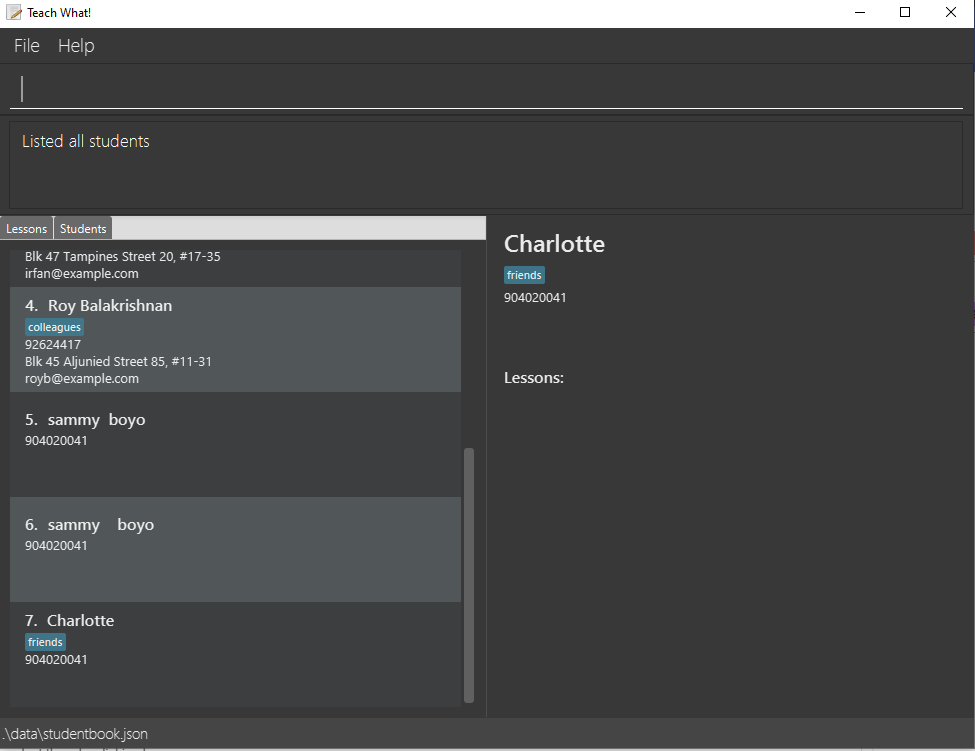 Teach What!
File Help
Listed all students
Lessons Students
Blk 47 Tampines Street 20, #17-35
irfan@example.com
4. Roy Balakrishnan
colleagues
92624417
Blk 45 Aljunied Street 85, #11-31
royb@example.com
5. sammy  boyo
904020041
6. sammy    boyo
904020041
7. Charlotte
friends
904020041
Charlotte
friends
904020041
Lessons:
.\data\studentbook.json